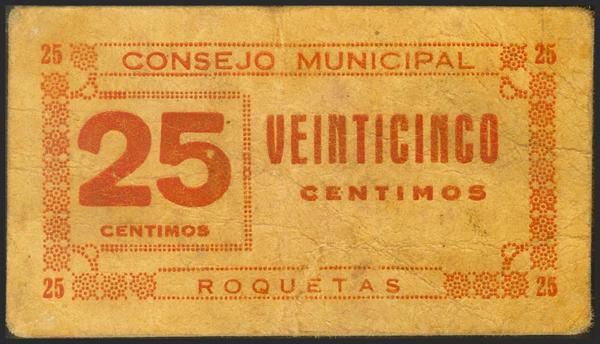 25 CONSEJO MUNICIPAL 25
25 VEINTICINCO
CENTIMOS
CENTIMOS
25 ROQUETAS 25